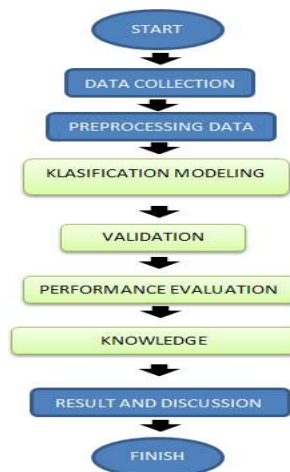 START
DATA COLLECTION
PREPROCESSING DATA
KLASIFICATION MODELING
VALIDATION
PERFORMANCE EVALUATION
KNOWLEDGE
RESULT AND DISCUSSION
FINISH